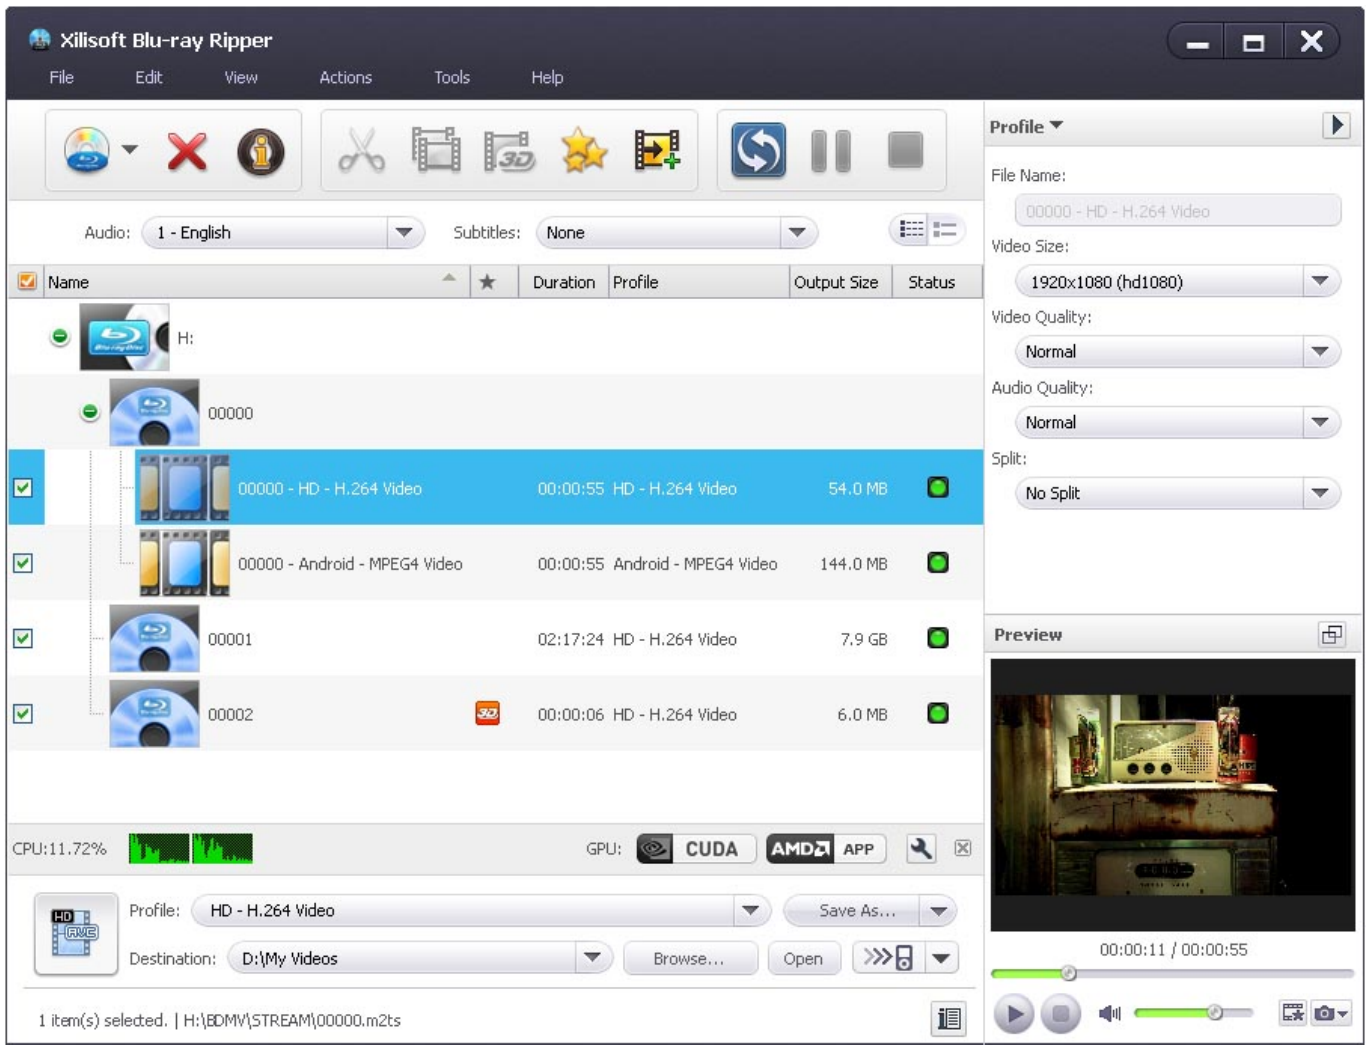 Xilisoft Blu-ray Ripper
File Edit View Actions Tools Help
3D
Audio: 1 - English Subtitles: None
Name Duration Profile Output Size Status
H:
00000
00000 - HD - H.264 Video 00:00:55 HD - H.264 Video 54.0 MB
00000 - Android - MPEG4 Video 00:00:55 Android - MPEG4 Video 144.0 MB
00001 02:17:24 HD - H.264 Video 7.9 GB
00002 3D 00:00:06 HD - H.264 Video 6.0 MB
CPU:11.72% GPU: CUDA AMD APP
HD AVC
Profile: HD - H.264 Video Save As...
Destination: D:\My Videos Browse... Open
1 item(s) selected. | H:\BDMV\STREAM\00000.m2ts
Profile
File Name:
00000 - HD - H.264 Video
Video Size:
1920x1080 (hd1080)
Video Quality:
Normal
Audio Quality:
Normal
Split:
No Split
Preview
00:00:11 / 00:00:55